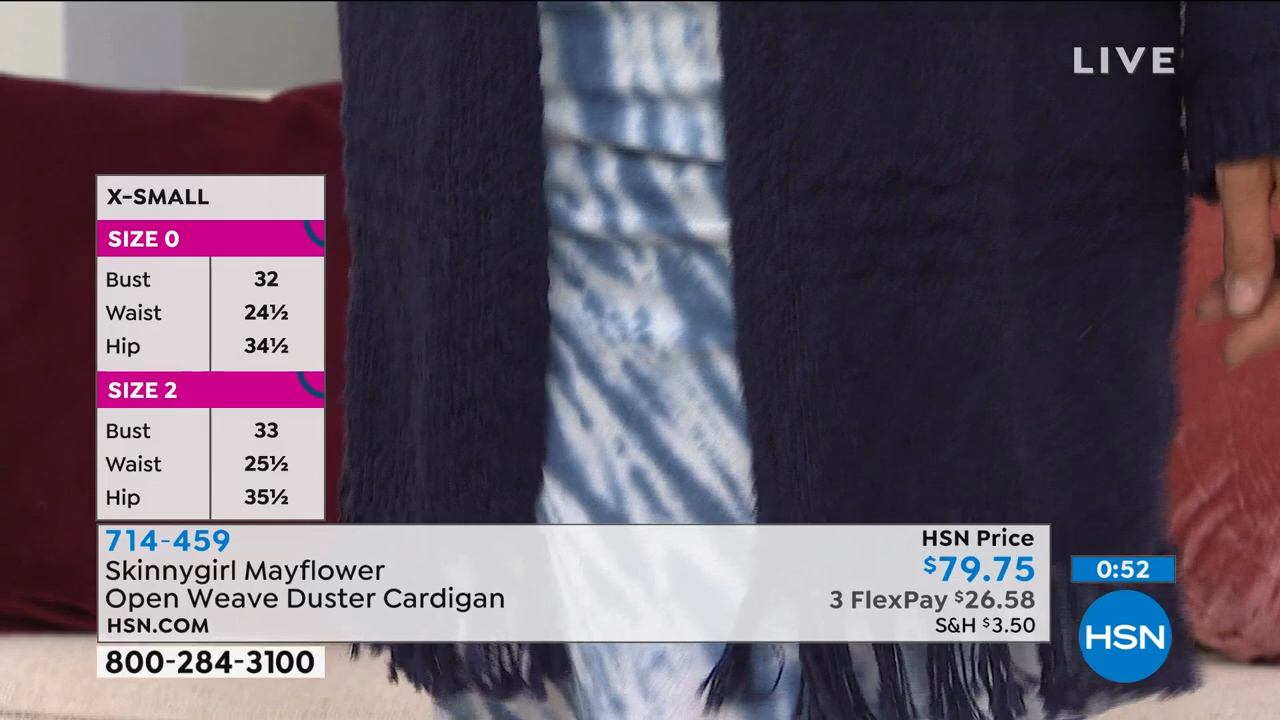 LIVE
X-SMALL
SIZE 0
Bust 32
Waist 24½
Hip 34½
SIZE 2
Bust 33
Waist 25½
Hip 35½
714-459
Skinnygirl Mayflower
Open Weave Duster Cardigan
HSN.COM
HSN Price
$79.75
3 FlexPay $26.58
S&H $3.50
0:52
HSN
800-284-3100